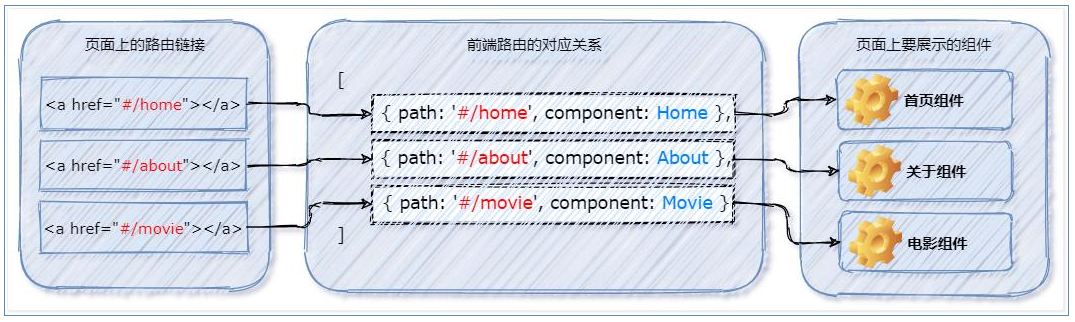 页面上的路由链接
<a href="#/home"></a>
<a href="#/about"></a>
<a href="#/movie"></a>
前端路由的对应关系
[
{ path: '#/home', component: Home },
{ path: '#/about', component: About },
{ path: '#/movie', component: Movie }
]
页面上要展示的组件
首页组件
关于组件
电影组件